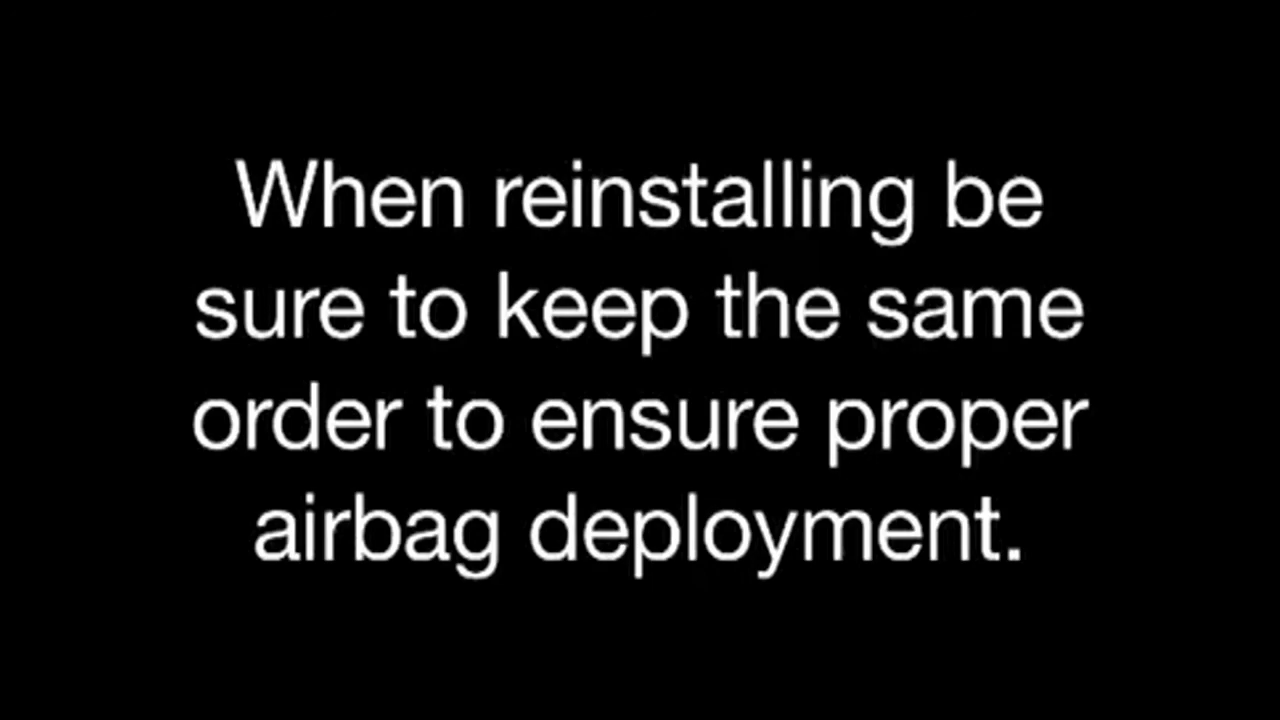 When reinstalling be
sure to keep the same
order to ensure proper
airbag deployment.